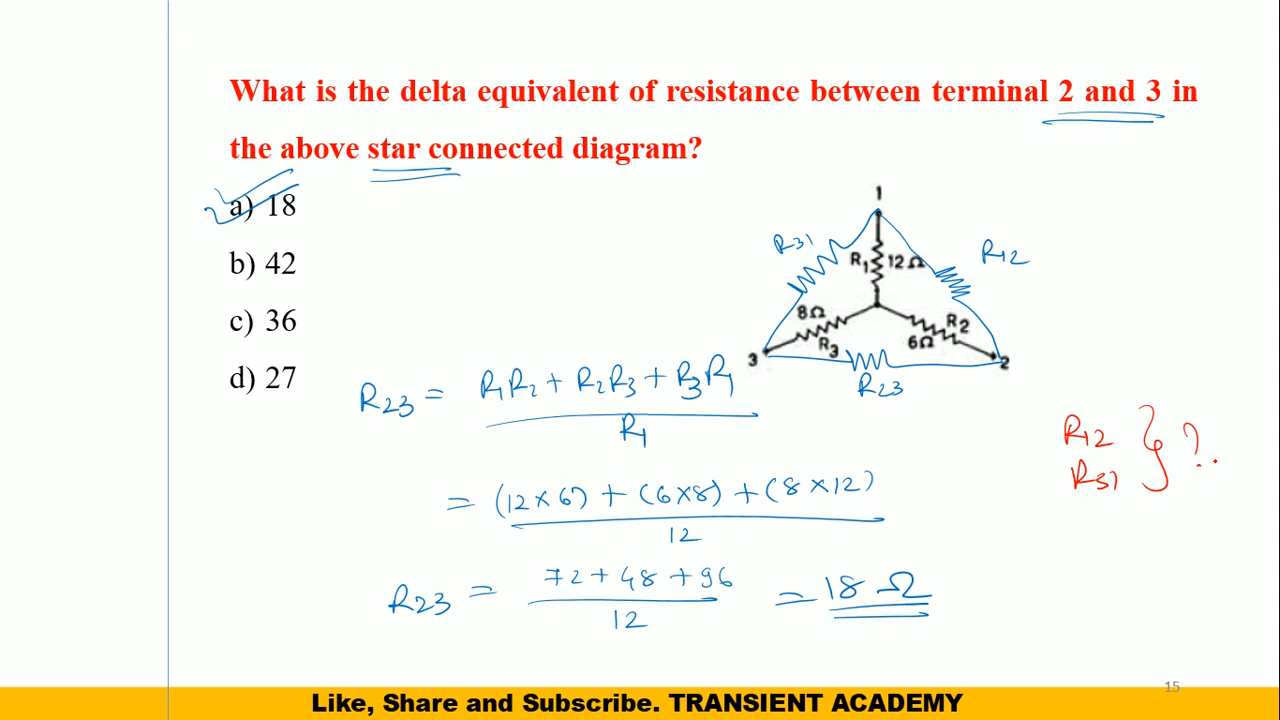 What is the delta equivalent of resistance between terminal 2 and 3 in
the above star connected diagram?
a) 18
b) 42
c) 36
d) 27
1
R31
R12
R1 12Ω
8Ω
R3
R2
6Ω
3
2
R23
R23 = R1R2 + R2R3 + R3R1
R1
= (12×6) + (6×8) + (8×12)
12
R23 = 72 + 48 + 96 = 18 Ω
12
R12
R31 } ?.
15
Like, Share and Subscribe. TRANSIENT ACADEMY